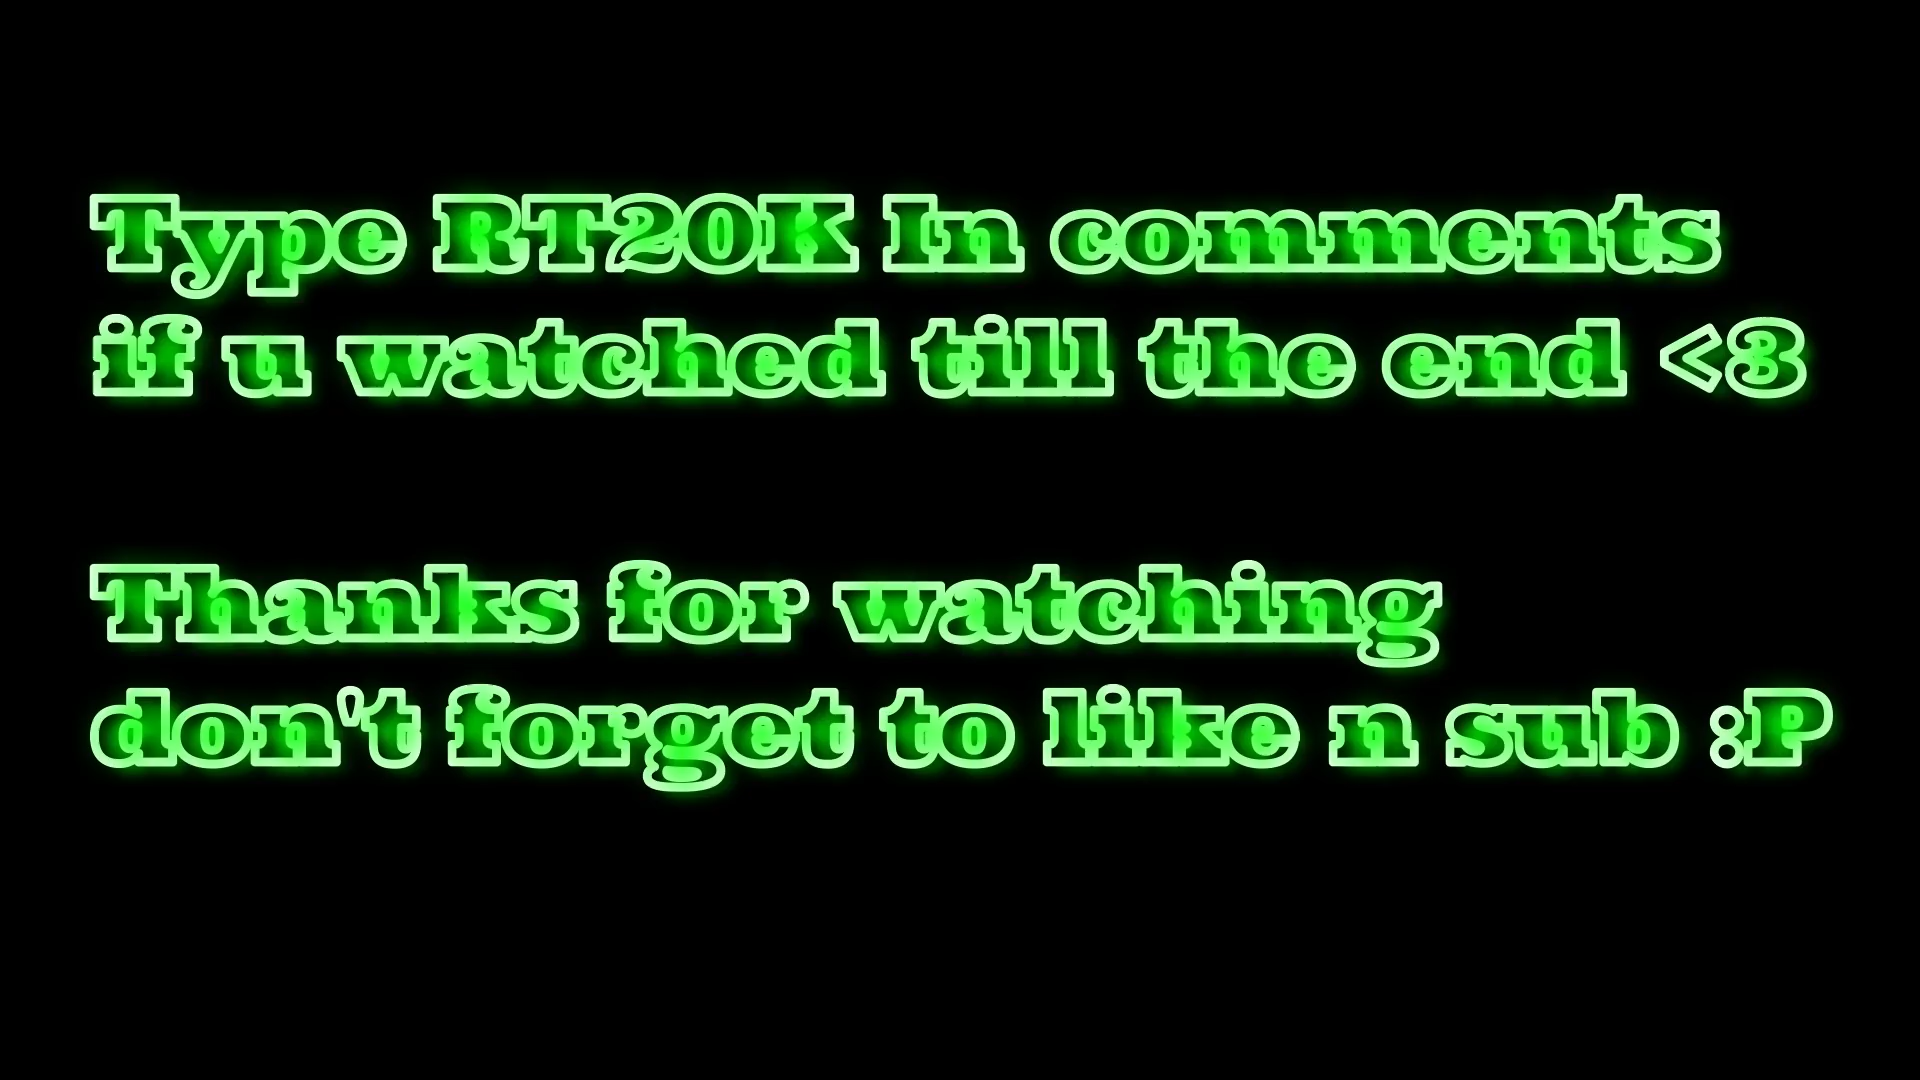 Type RT20K In comments
if u watched till the end <3
Thanks for watching
don't forget to like n sub :P